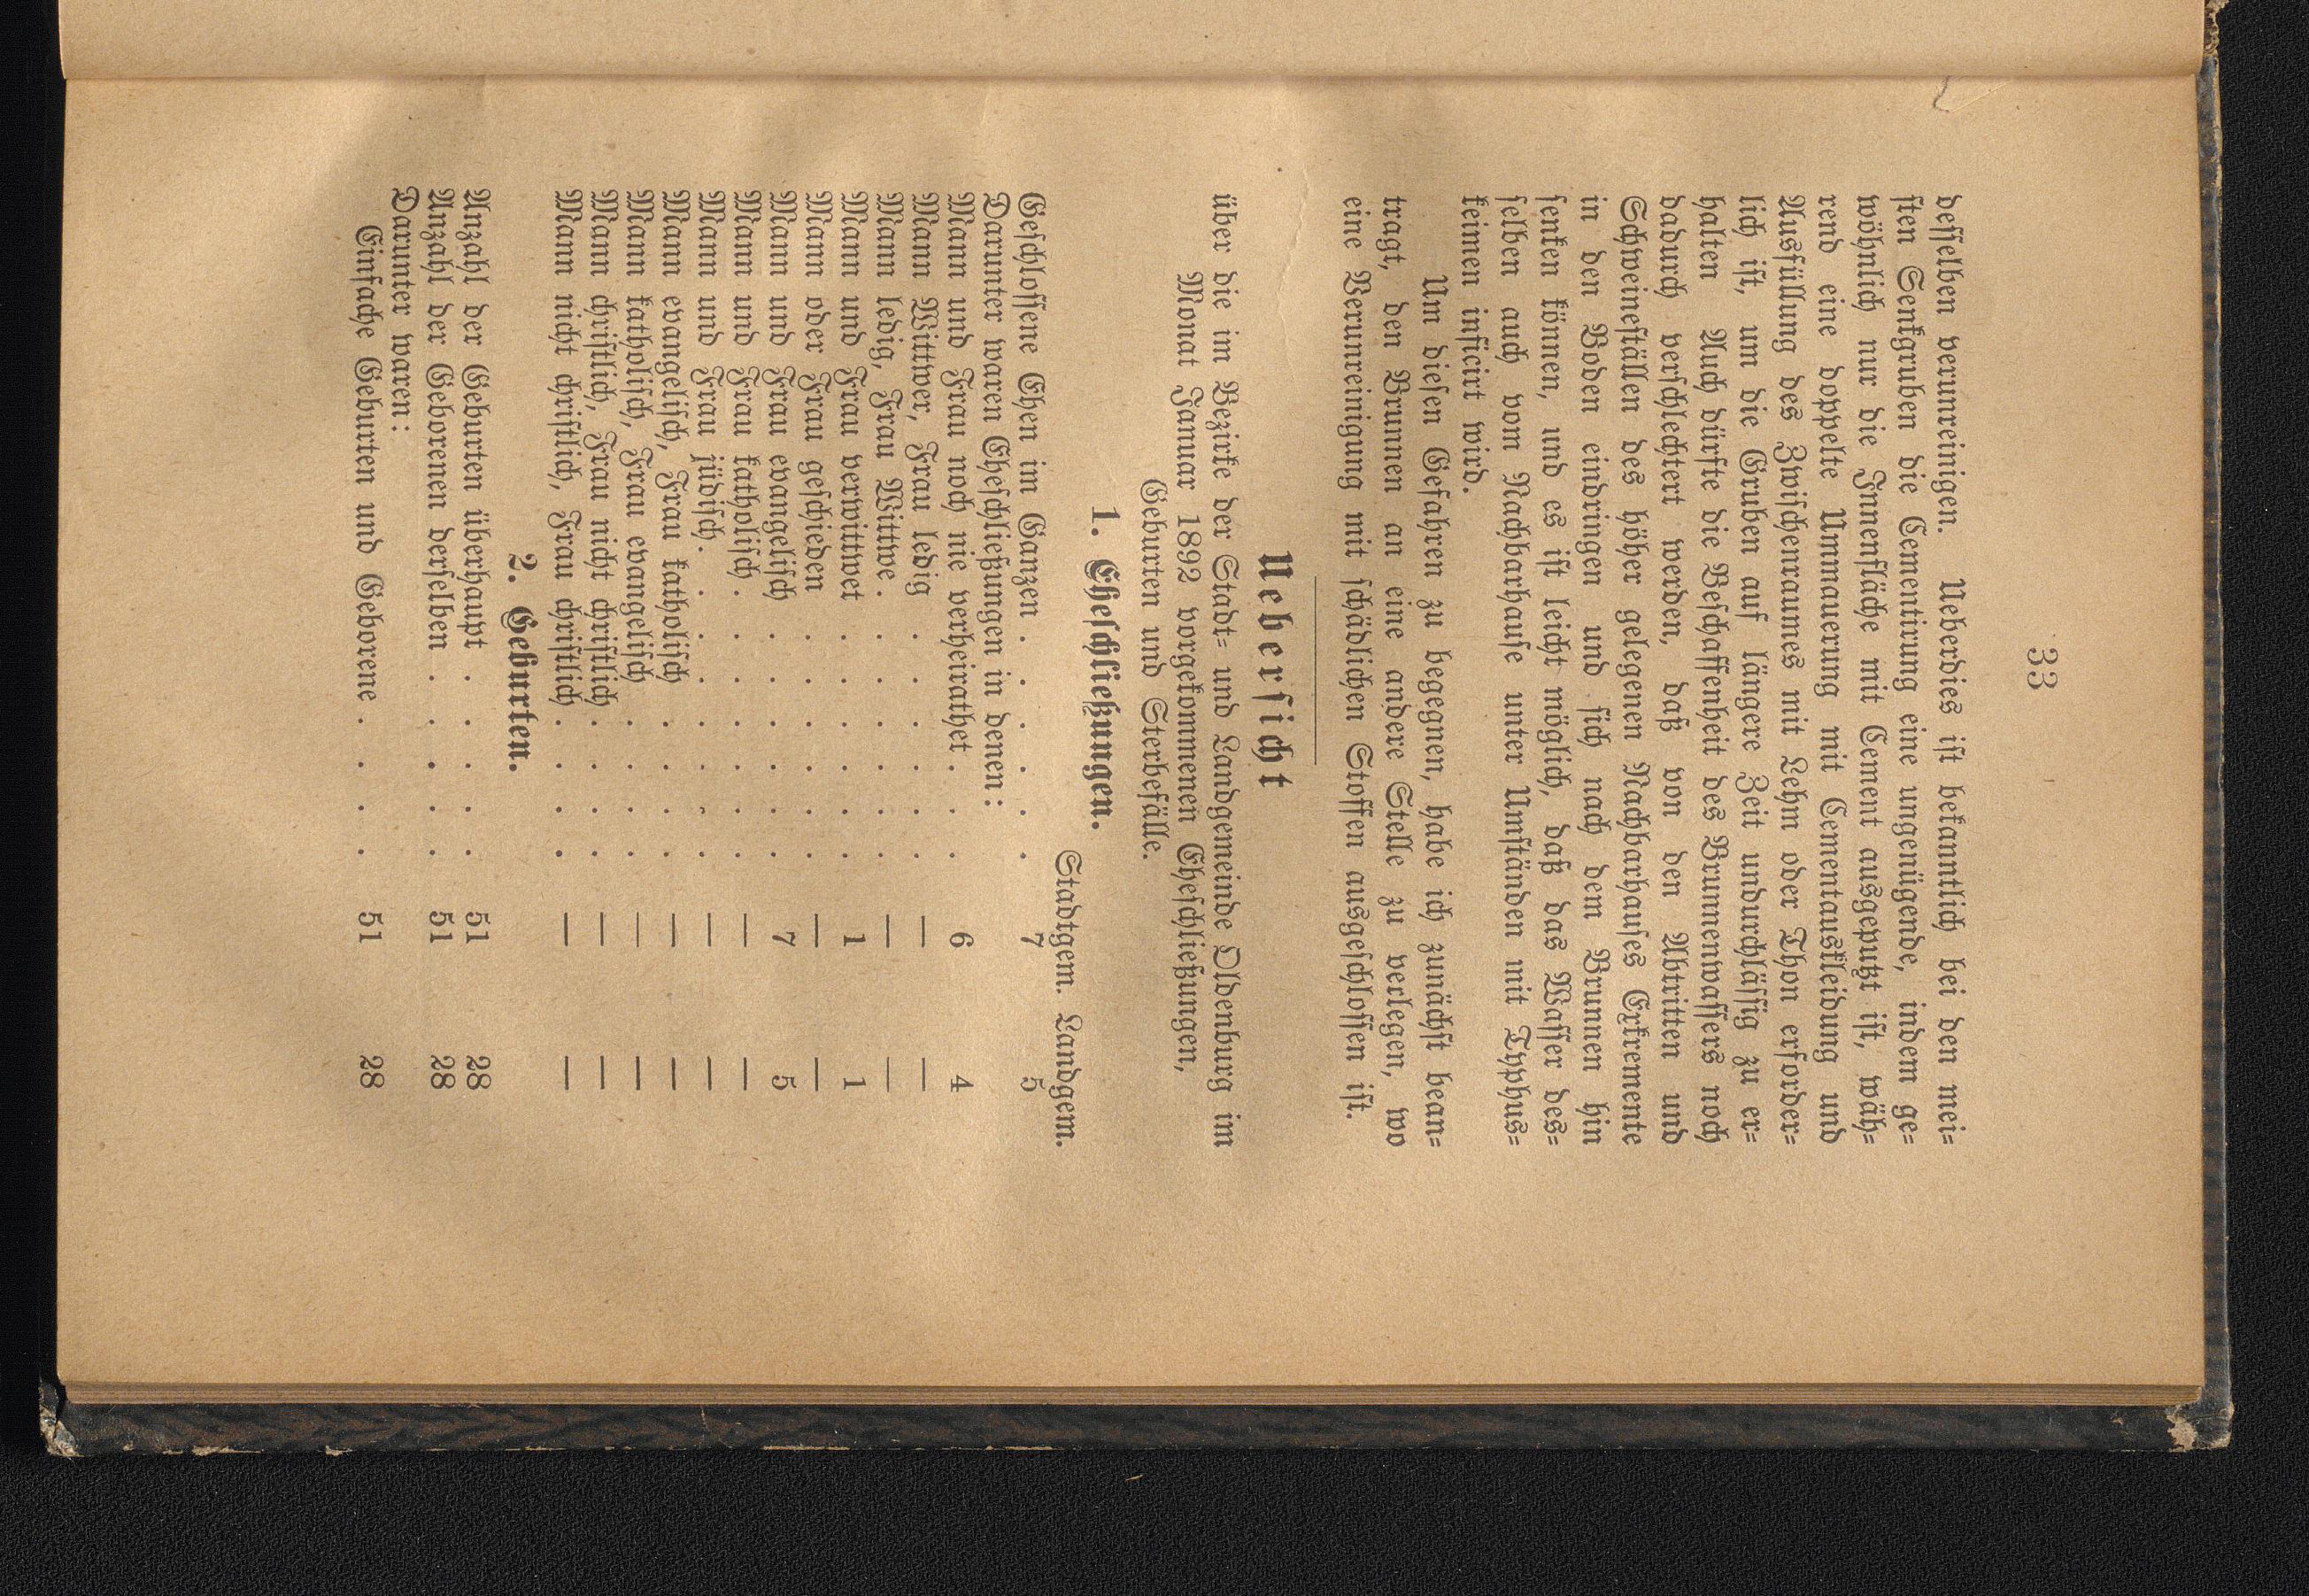 33
desselben verunreinigen. Ueberdies ist bekanntlich bei den mei-
sten Senkgruben die Cementirung eine ungenügende, indem ge-
wöhnlich nur die Innenfläche mit Cement ausgeputzt ist, wäh-
rend eine doppelte Ummauerung mit Cementauskleidung und
Ausfüllung des Zwischenraumes mit Lehm oder Thon erforder-
lich ist, um die Gruben auf längere Zeit undurchlässig zu er-
halten Auch dürfte die Beschaffenheit des Brunnenwassers noch
dadurch verschlechtert werden, daß von den Abtritten und
Schweineställen des höher gelegenen Nachbarhauses Exkremente
in den Boden eindringen und sich nach dem Brunnen hin
senken können, und es ist leicht möglich, daß das Wasser des-
selben auch vom Nachbarhause unter Umständen mit Typhus-
keimen inficirt wird.
Um diesen Gefahren zu begegnen, habe ich zunächst bean-
tragt, den Brunnen an eine andere Stelle zu verlegen, wo
eine Verunreinigung mit schädlichen Stoffen ausgeschlossen ist.
Uebersicht
über die im Bezirke der Stadt- und Landgemeinde Oldenburg im
Monat Januar 1892 vorgekommenen Eheschließungen,
Geburten und Sterbefälle.
1. Eheschließungen.
Stadtgem. Landgem.
Geschlossene Ehen im Ganzen . . . . . . 7 5
Darunter waren Eheschließungen in denen:
Mann und Frau noch nie verheirathet . . . 6 4
Mann Wittwer, Frau ledig . . . . . . — —
Mann ledig, Frau Wittwe . . . . . . . — —
Mann und Frau verwittwet . . . . . . 1 1
Mann oder Frau geschieden . . . . . . — —
Mann und Frau evangelisch . . . . . . 7 5
Mann und Frau katholisch . . . . . . . — —
Mann und Frau jüdisch . . . . . . . . — —
Mann evangelisch, Frau katholisch . . . . — —
Mann katholisch, Frau evangelisch . . . . — —
Mann christlich, Frau nicht christlich . . . . — —
Mann nicht christlich, Frau christlich . . . . — —
2. Geburten.
Anzahl der Geburten überhaupt . . . . . 51 28
Anzahl der Geborenen derselben . . . . . 51 28
Darunter waren:
Einfache Geburten und Geborene . . . . 51 28